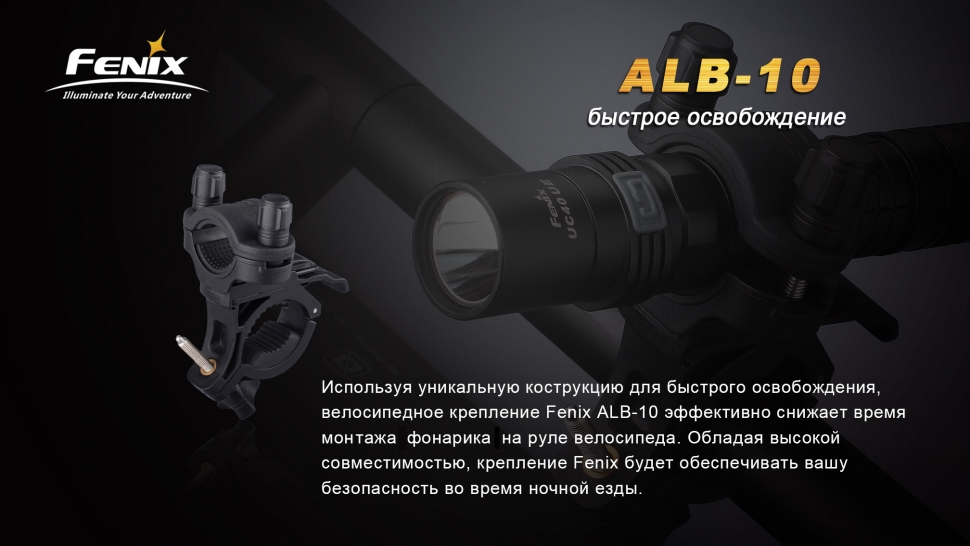 FENIX
Illuminate Your Adventure
ALB-10
быстрое освобождение
FENIX
UC40 UE
Используя уникальную кострукцию для быстрого освобождения,
велосипедное крепление Fenix ALB-10 эффективно снижает время
монтажа фонарика на руле велосипеда. Обладая высокой
совместимостью, крепление Fenix будет обеспечивать вашу
безопасность во время ночной езды.